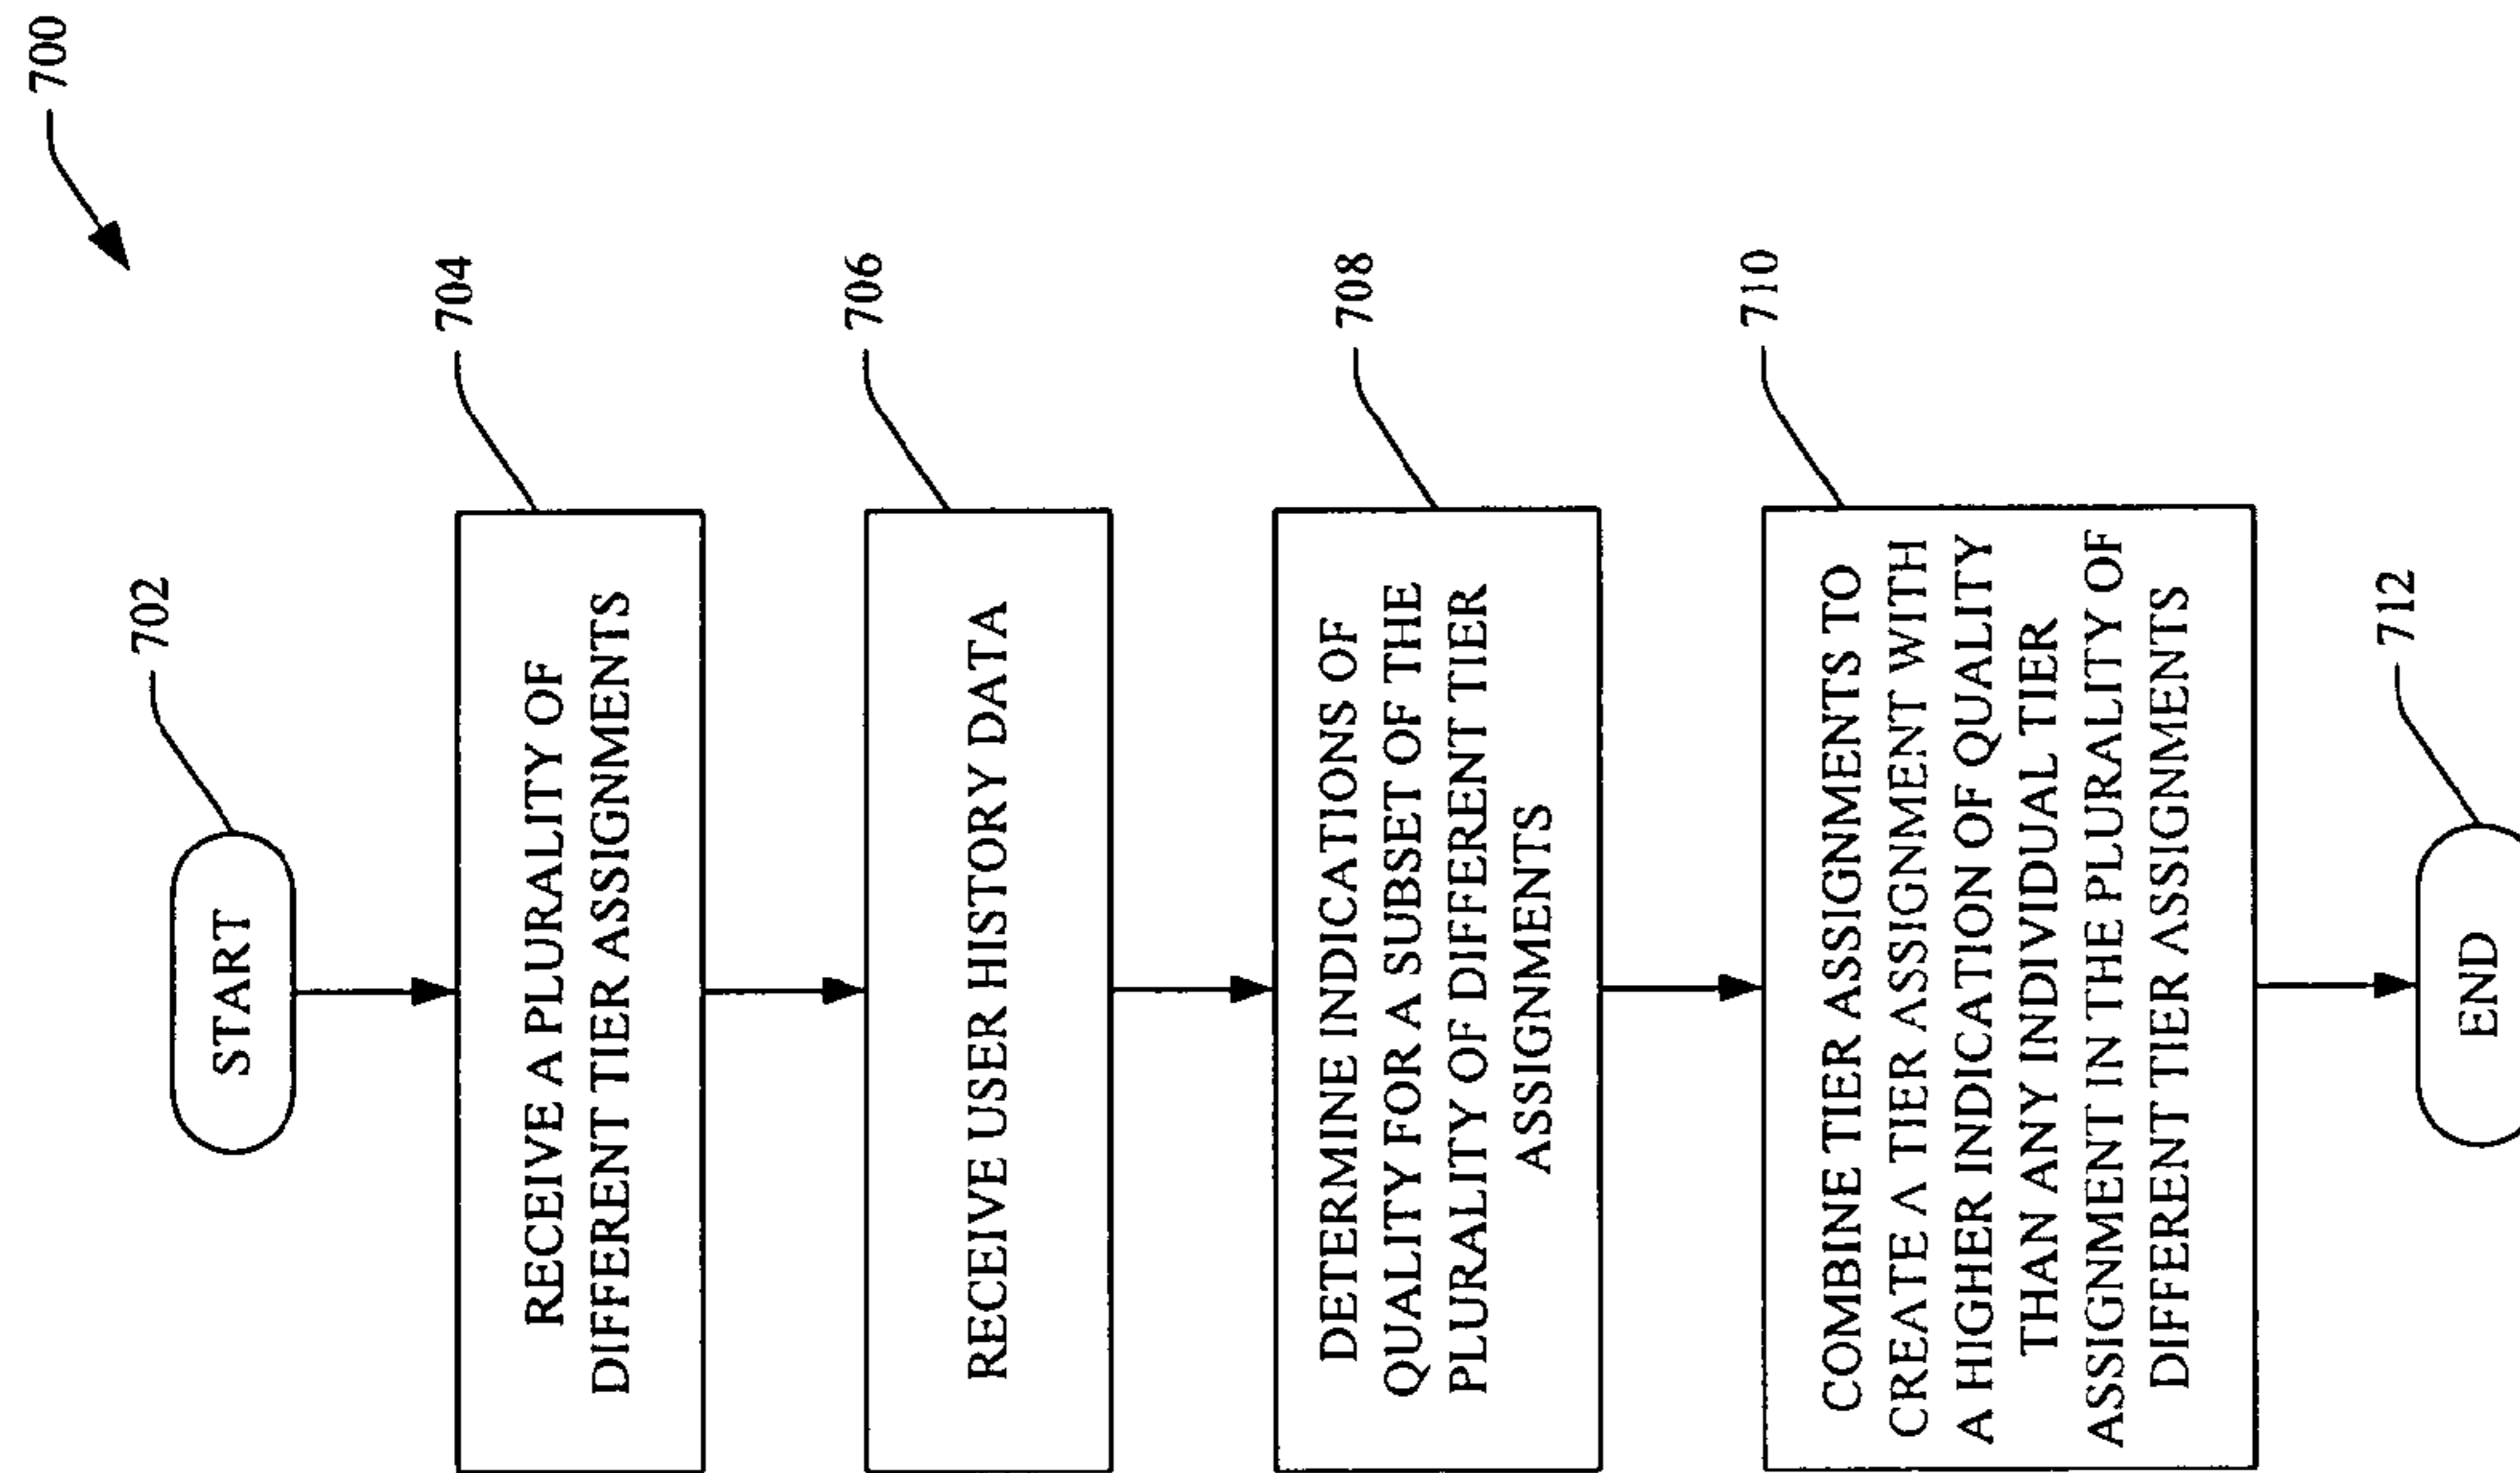 700
702
START
704
RECEIVE A PLURALITY OF
DIFFERENT TIER ASSIGNMENTS
706
RECEIVE USER HISTORY DATA
708
DETERMINE INDICATIONS OF
QUALITY FOR A SUBSET OF THE
PLURALITY OF DIFFERENT TIER
ASSIGNMENTS
710
COMBINE TIER ASSIGNMENTS TO
CREATE A TIER ASSIGNMENT WITH
A HIGHER INDICATION OF QUALITY
THAN ANY INDIVIDUAL TIER
ASSIGNMENT IN THE PLURALITY OF
DIFFERENT TIER ASSIGNMENTS
712
END